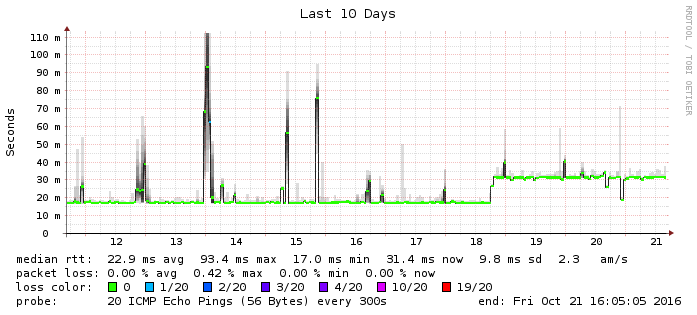 Last 10 Days
RRDTOOL / TOBI OETIKER
Seconds
110 m
100 m
90 m
80 m
70 m
60 m
50 m
40 m
30 m
20 m
10 m
0
12 13 14 15 16 17 18 19 20 21
median rtt: 22.9 ms avg 93.4 ms max 17.0 ms min 31.4 ms now 9.8 ms sd 2.3 am/s
packet loss: 0.00 % avg 0.42 % max 0.00 % min 0.00 % now
loss color: 0 1/20 2/20 3/20 4/20 10/20 19/20
probe: 20 ICMP Echo Pings (56 Bytes) every 300s end: Fri Oct 21 16:05:05 2016